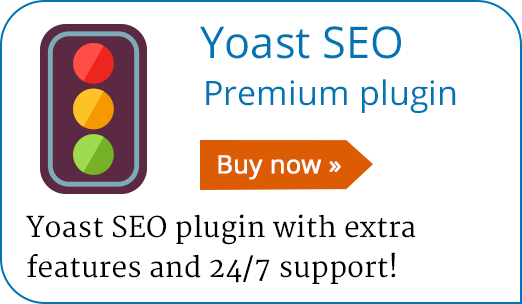 Yoast SEO
Premium plugin
Buy now »
Yoast SEO plugin with extra
features and 24/7 support!